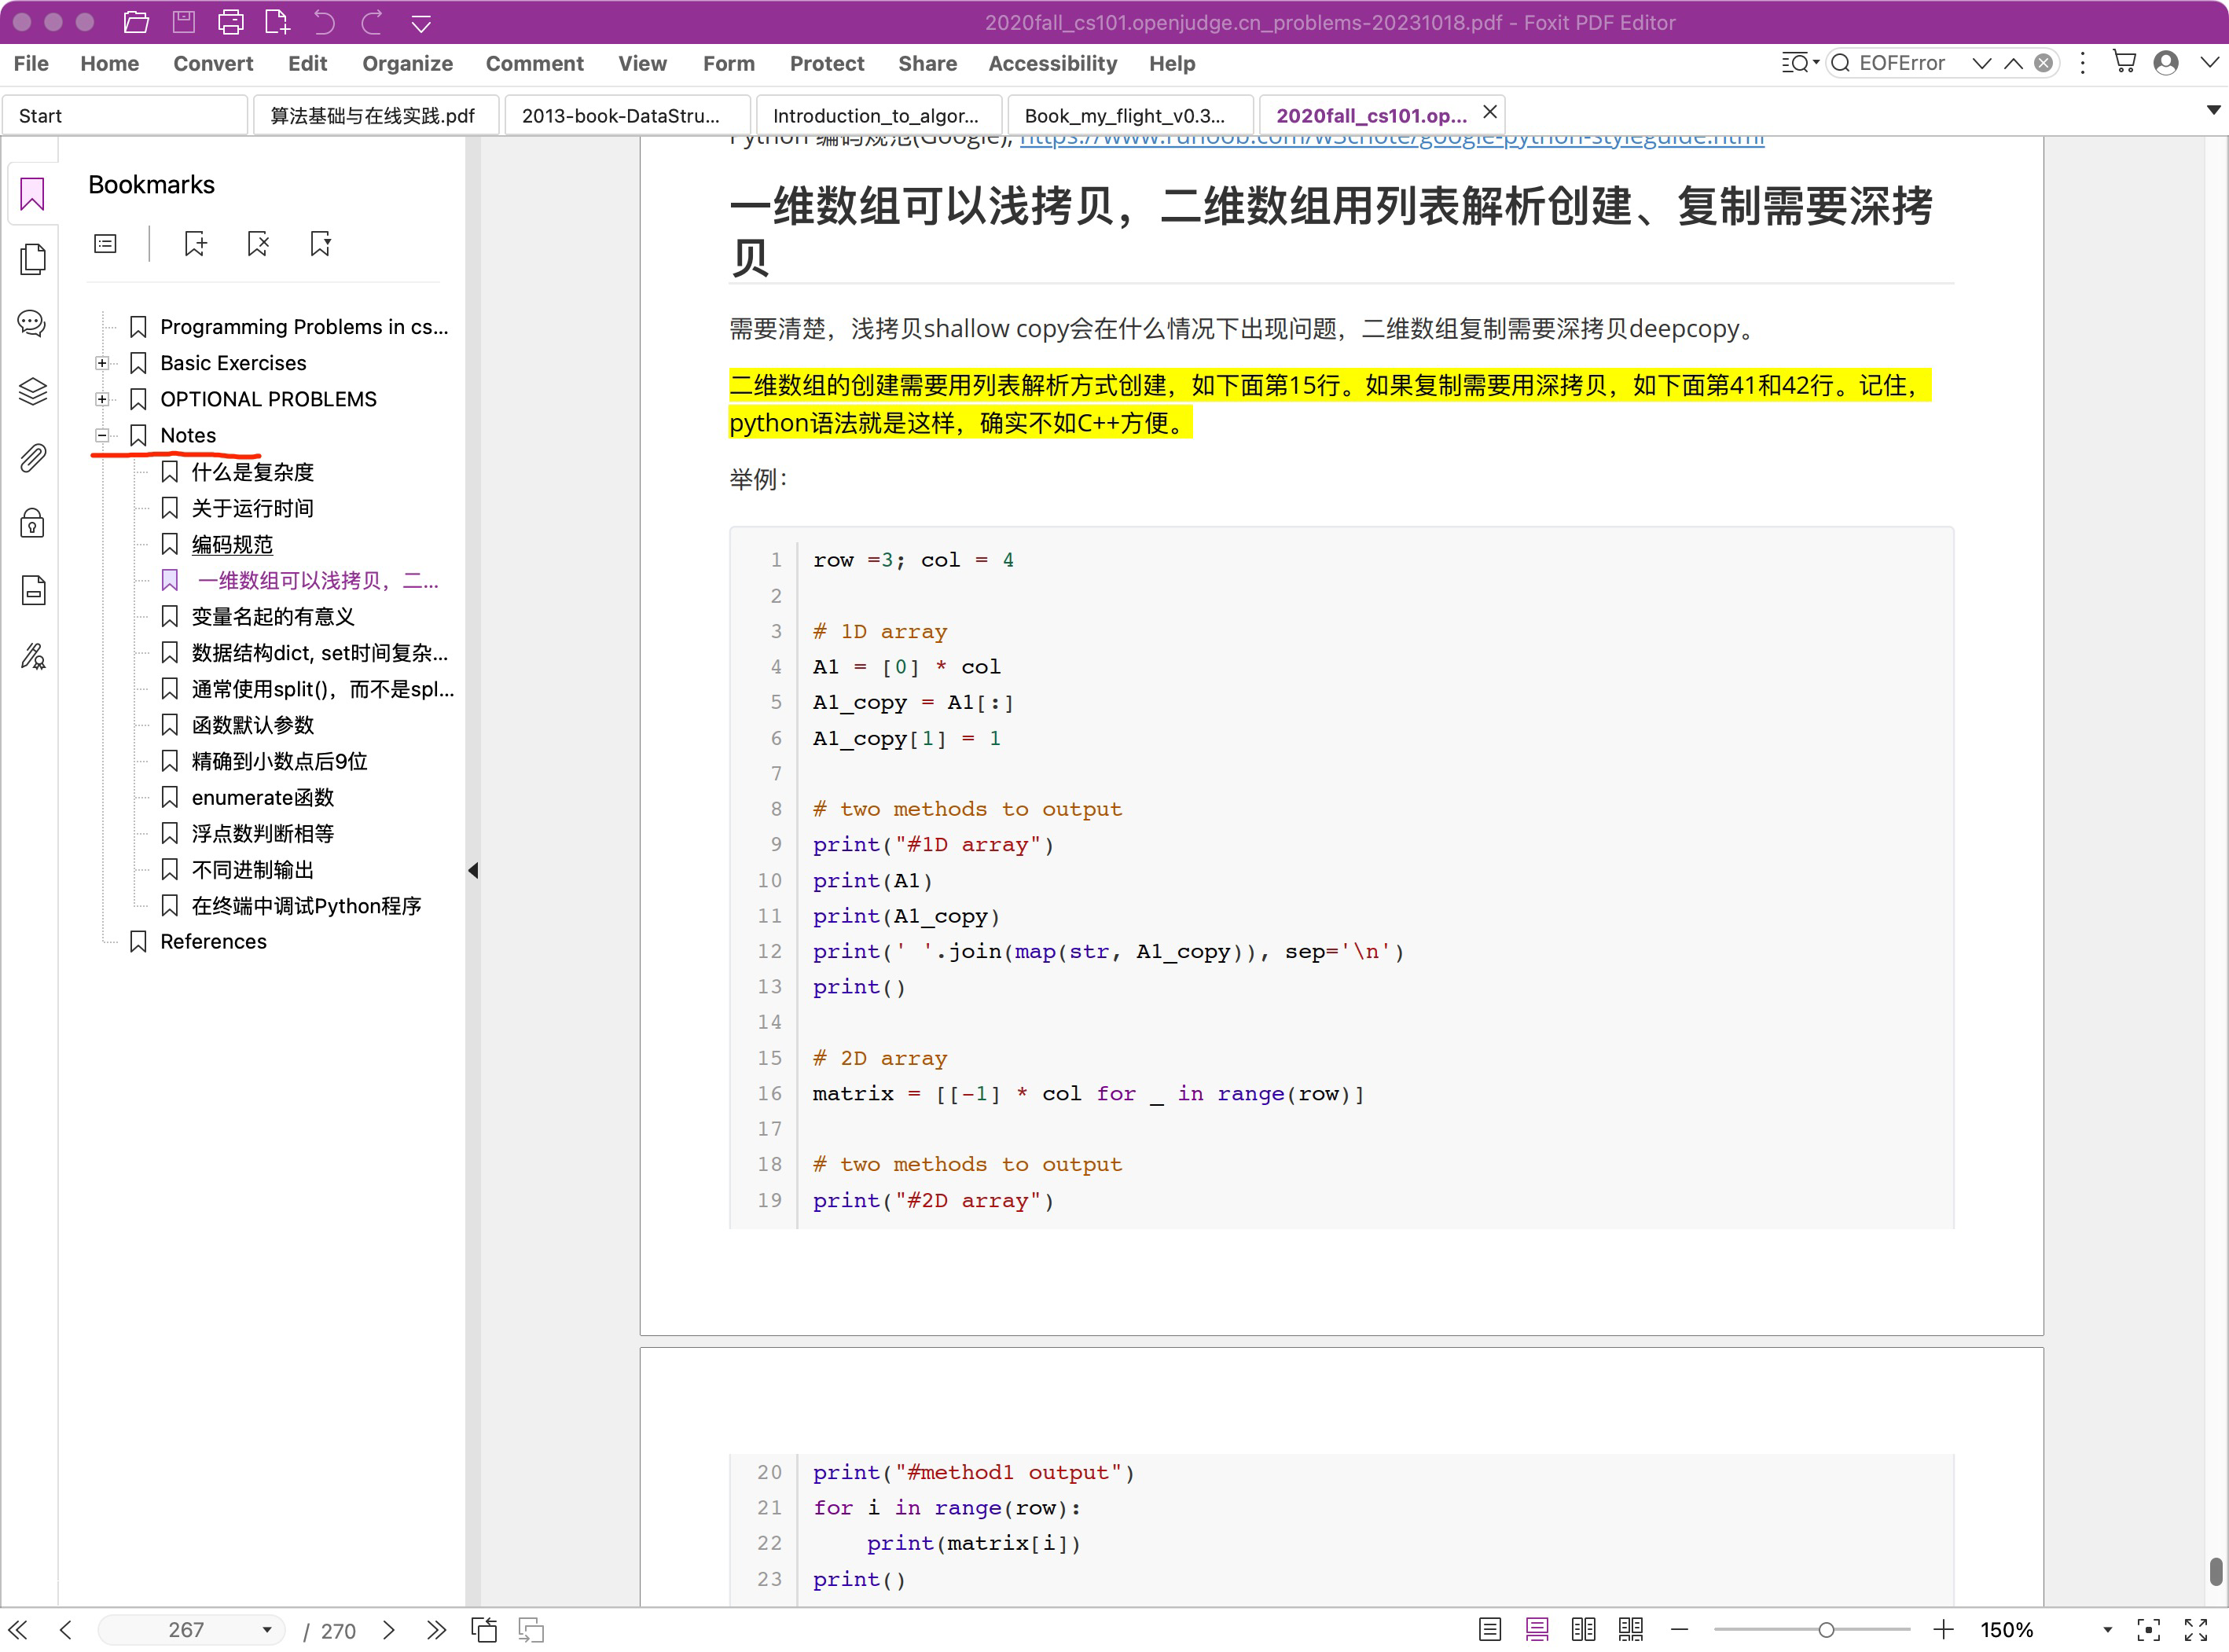 2020fall_cs101.openjudge.cn_problems-20231018.pdf - Foxit PDF Editor
File Home Convert Edit Organize Comment View Form Protect Share Accessibility Help EOFError
Start 算法基础与在线实践.pdf 2013-book-DataStru... Introduction_to_algor... Book_my_flight_v0.3... 2020fall_cs101.op...
Bookmarks
Programming Problems in cs...
Basic Exercises
OPTIONAL PROBLEMS
Notes
什么是复杂度
关于运行时间
编码规范
一维数组可以浅拷贝，二...
变量名起的有意义
数据结构dict, set时间复杂...
通常使用split()，而不是spl...
函数默认参数
精确到小数点后9位
enumerate函数
浮点数判断相等
不同进制输出
在终端中调试Python程序
References
Python 编码规范(Google), https://www.runoob.com/w3cnote/google-python-styleguide.html
一维数组可以浅拷贝，二维数组用列表解析创建、复制需要深拷
贝
需要清楚，浅拷贝shallow copy会在什么情况下出现问题，二维数组复制需要深拷贝deepcopy。
二维数组的创建需要用列表解析方式创建，如下面第15行。如果复制需要用深拷贝，如下面第41和42行。记住，
python语法就是这样，确实不如C++方便。
举例：
1 row =3; col = 4
2
3 # 1D array
4 A1 = [0] * col
5 A1_copy = A1[:]
6 A1_copy[1] = 1
7
8 # two methods to output
9 print("#1D array")
10 print(A1)
11 print(A1_copy)
12 print(' '.join(map(str, A1_copy)), sep='\n')
13 print()
14
15 # 2D array
16 matrix = [[-1] * col for _ in range(row)]
17
18 # two methods to output
19 print("#2D array")
20 print("#method1 output")
21 for i in range(row):
22     print(matrix[i])
23 print()
267 / 270 150%